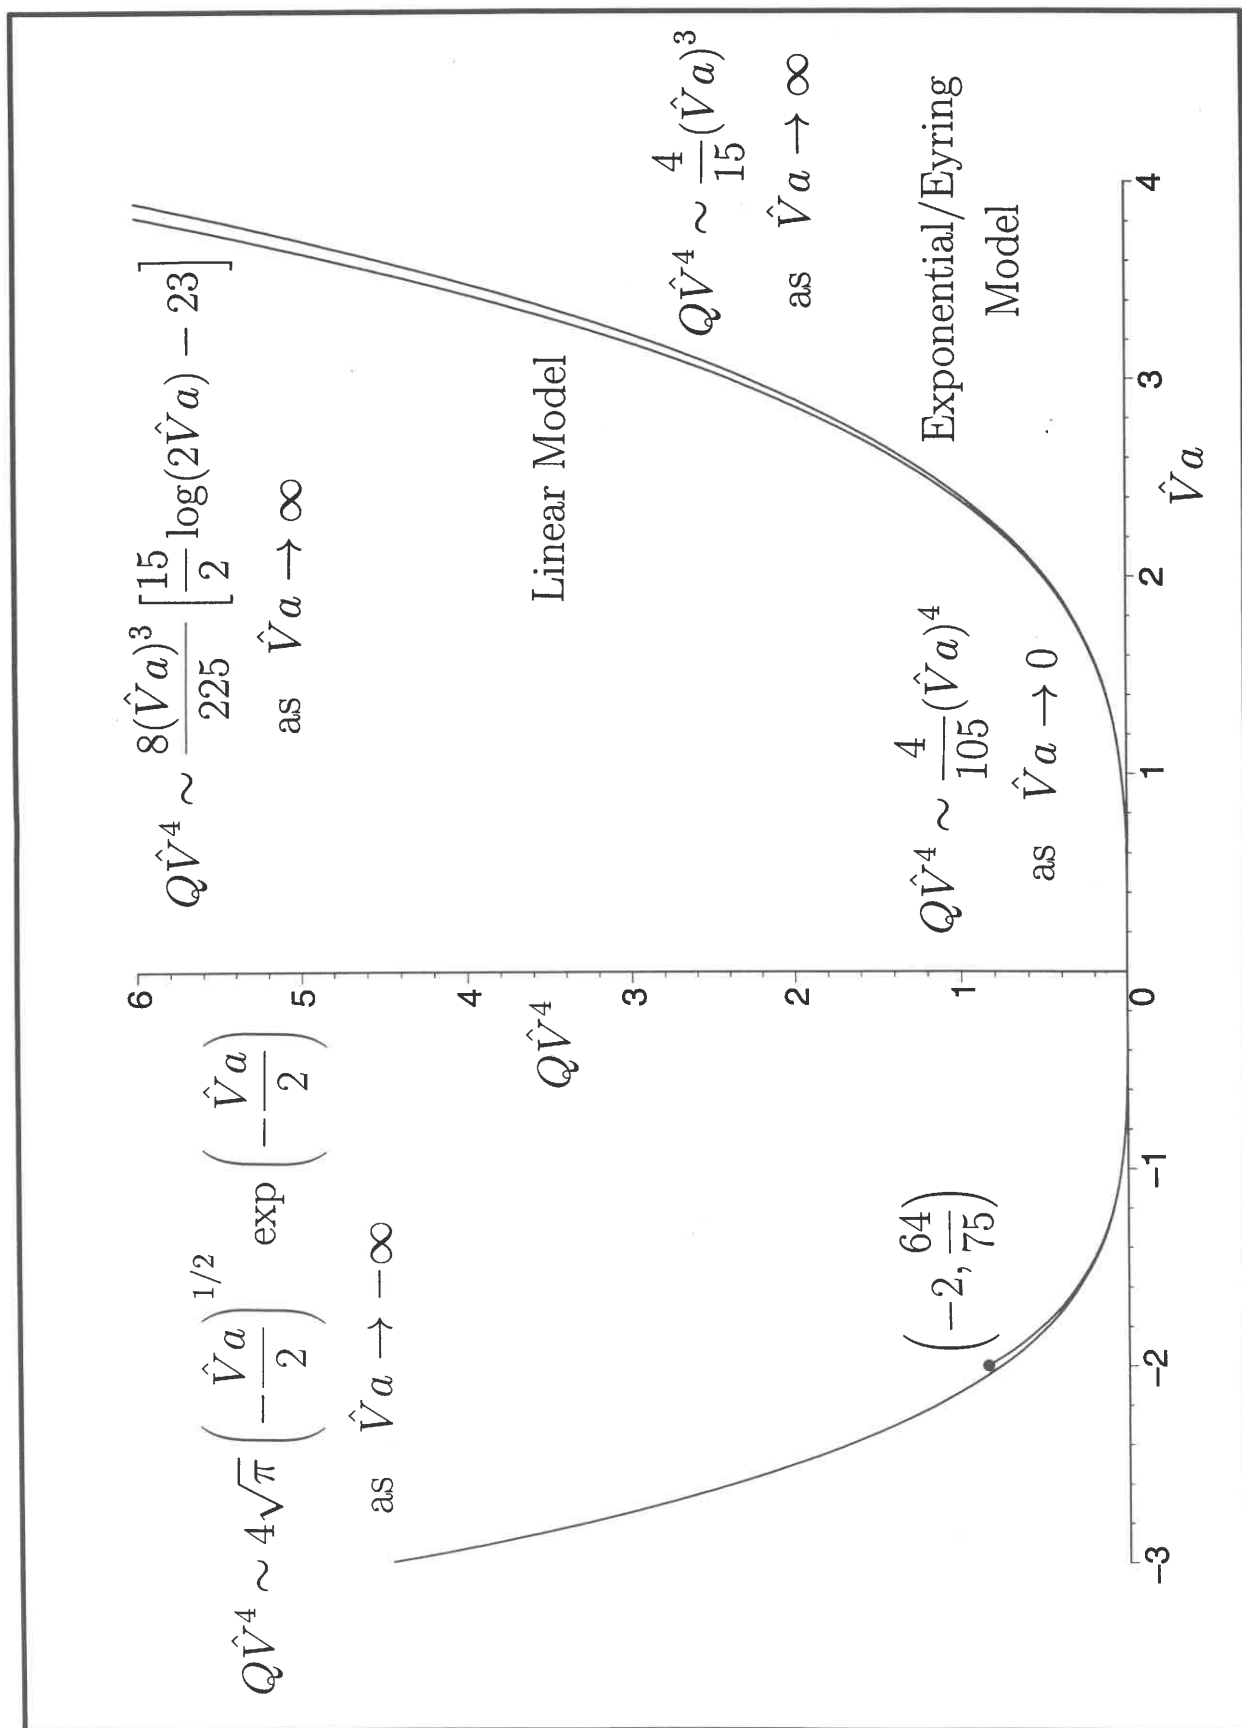 QV̂⁴ ~ 8(V̂a)³/225 [15/2 log(2V̂a) − 23]
as V̂a → ∞
QV̂⁴ ~ 4√π (−V̂a/2)^1/2 exp (−V̂a/2)
as V̂a → −∞
6
5
4
3
2
1
0
QV̂⁴
Linear Model
QV̂⁴ ~ 4/15 (V̂a)³
as V̂a → ∞
Exponential/Eyring
Model
QV̂⁴ ~ 4/105 (V̂a)⁴
as V̂a → 0
(−2, 64/75)
−3
−2
−1
1
2
3
4
V̂a